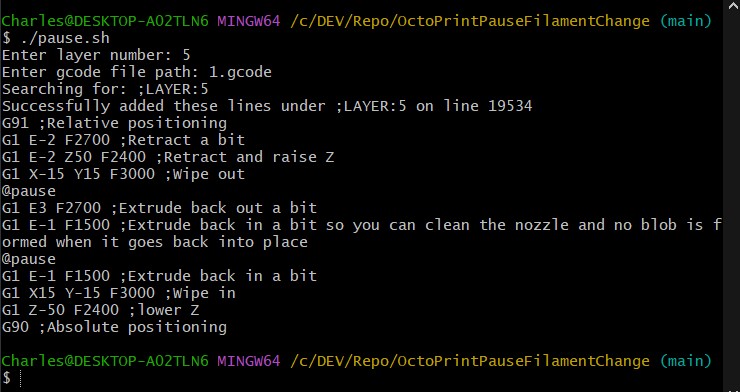 Charles@DESKTOP-A02TLN6 MINGW64 /c/DEV/Repo/OctoPrintPauseFilamentChange (main)
$ ./pause.sh
Enter layer number: 5
Enter gcode file path: 1.gcode
Searching for: ;LAYER:5
Successfully added these lines under ;LAYER:5 on line 19534
G91 ;Relative positioning
G1 E-2 F2700 ;Retract a bit
G1 E-2 Z50 F2400 ;Retract and raise Z
G1 X-15 Y15 F3000 ;Wipe out
@pause
G1 E3 F2700 ;Extrude back out a bit
G1 E-1 F1500 ;Extrude back in a bit so you can clean the nozzle and no blob is f
ormed when it goes back into place
@pause
G1 E-1 F1500 ;Extrude back in a bit
G1 X15 Y-15 F3000 ;Wipe in
G1 Z-50 F2400 ;lower Z
G90 ;Absolute positioning
Charles@DESKTOP-A02TLN6 MINGW64 /c/DEV/Repo/OctoPrintPauseFilamentChange (main)
$